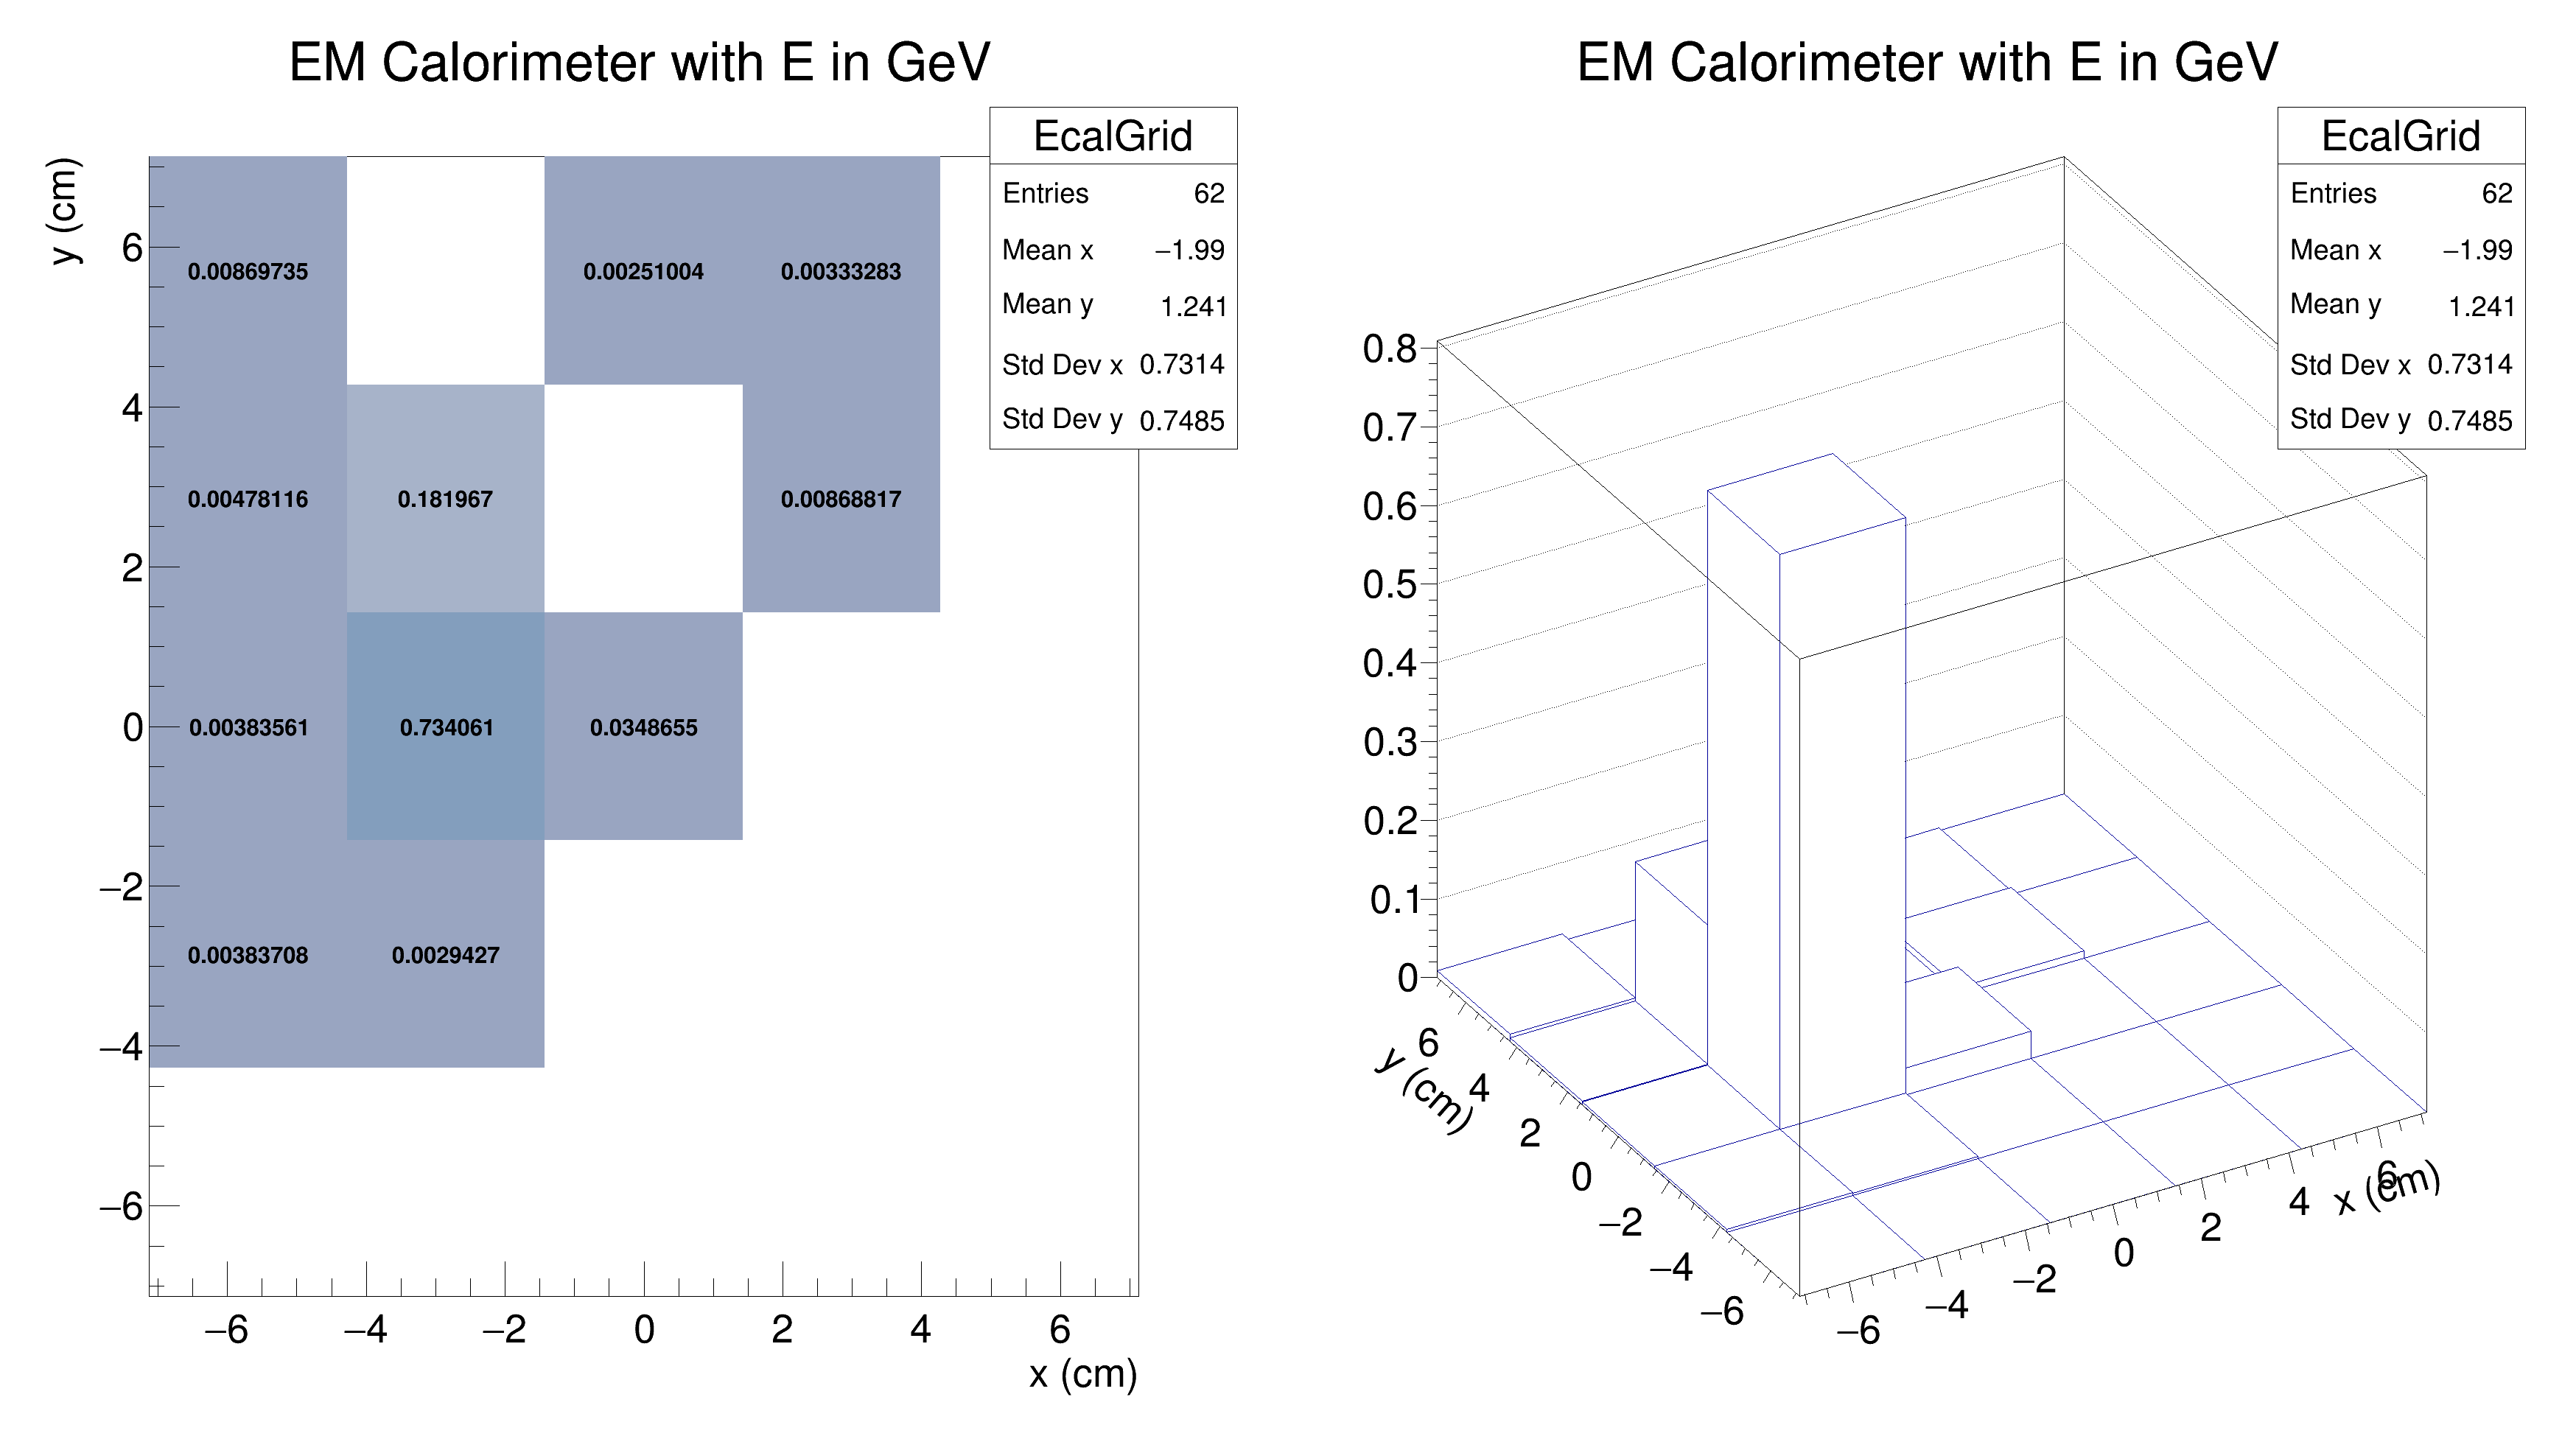 EM Calorimeter with E in GeV
EcalGrid
Entries 62
Mean x −1.99
Mean y 1.241
Std Dev x 0.7314
Std Dev y 0.7485
y (cm)
6
4
2
0
−2
−4
−6
0.00869735 0.00251004 0.00333283
0.00478116 0.181967 0.00868817
0.00383561 0.734061 0.0348655
0.00383708 0.0029427
−6 −4 −2 0 2 4 6
x (cm)
EM Calorimeter with E in GeV
EcalGrid
Entries 62
Mean x −1.99
Mean y 1.241
Std Dev x 0.7314
Std Dev y 0.7485
0.8
0.7
0.6
0.5
0.4
0.3
0.2
0.1
0
y (cm)
6
4
2
0
−2
−4
−6
−6 −4 −2 0 2 4 6
x (cm)